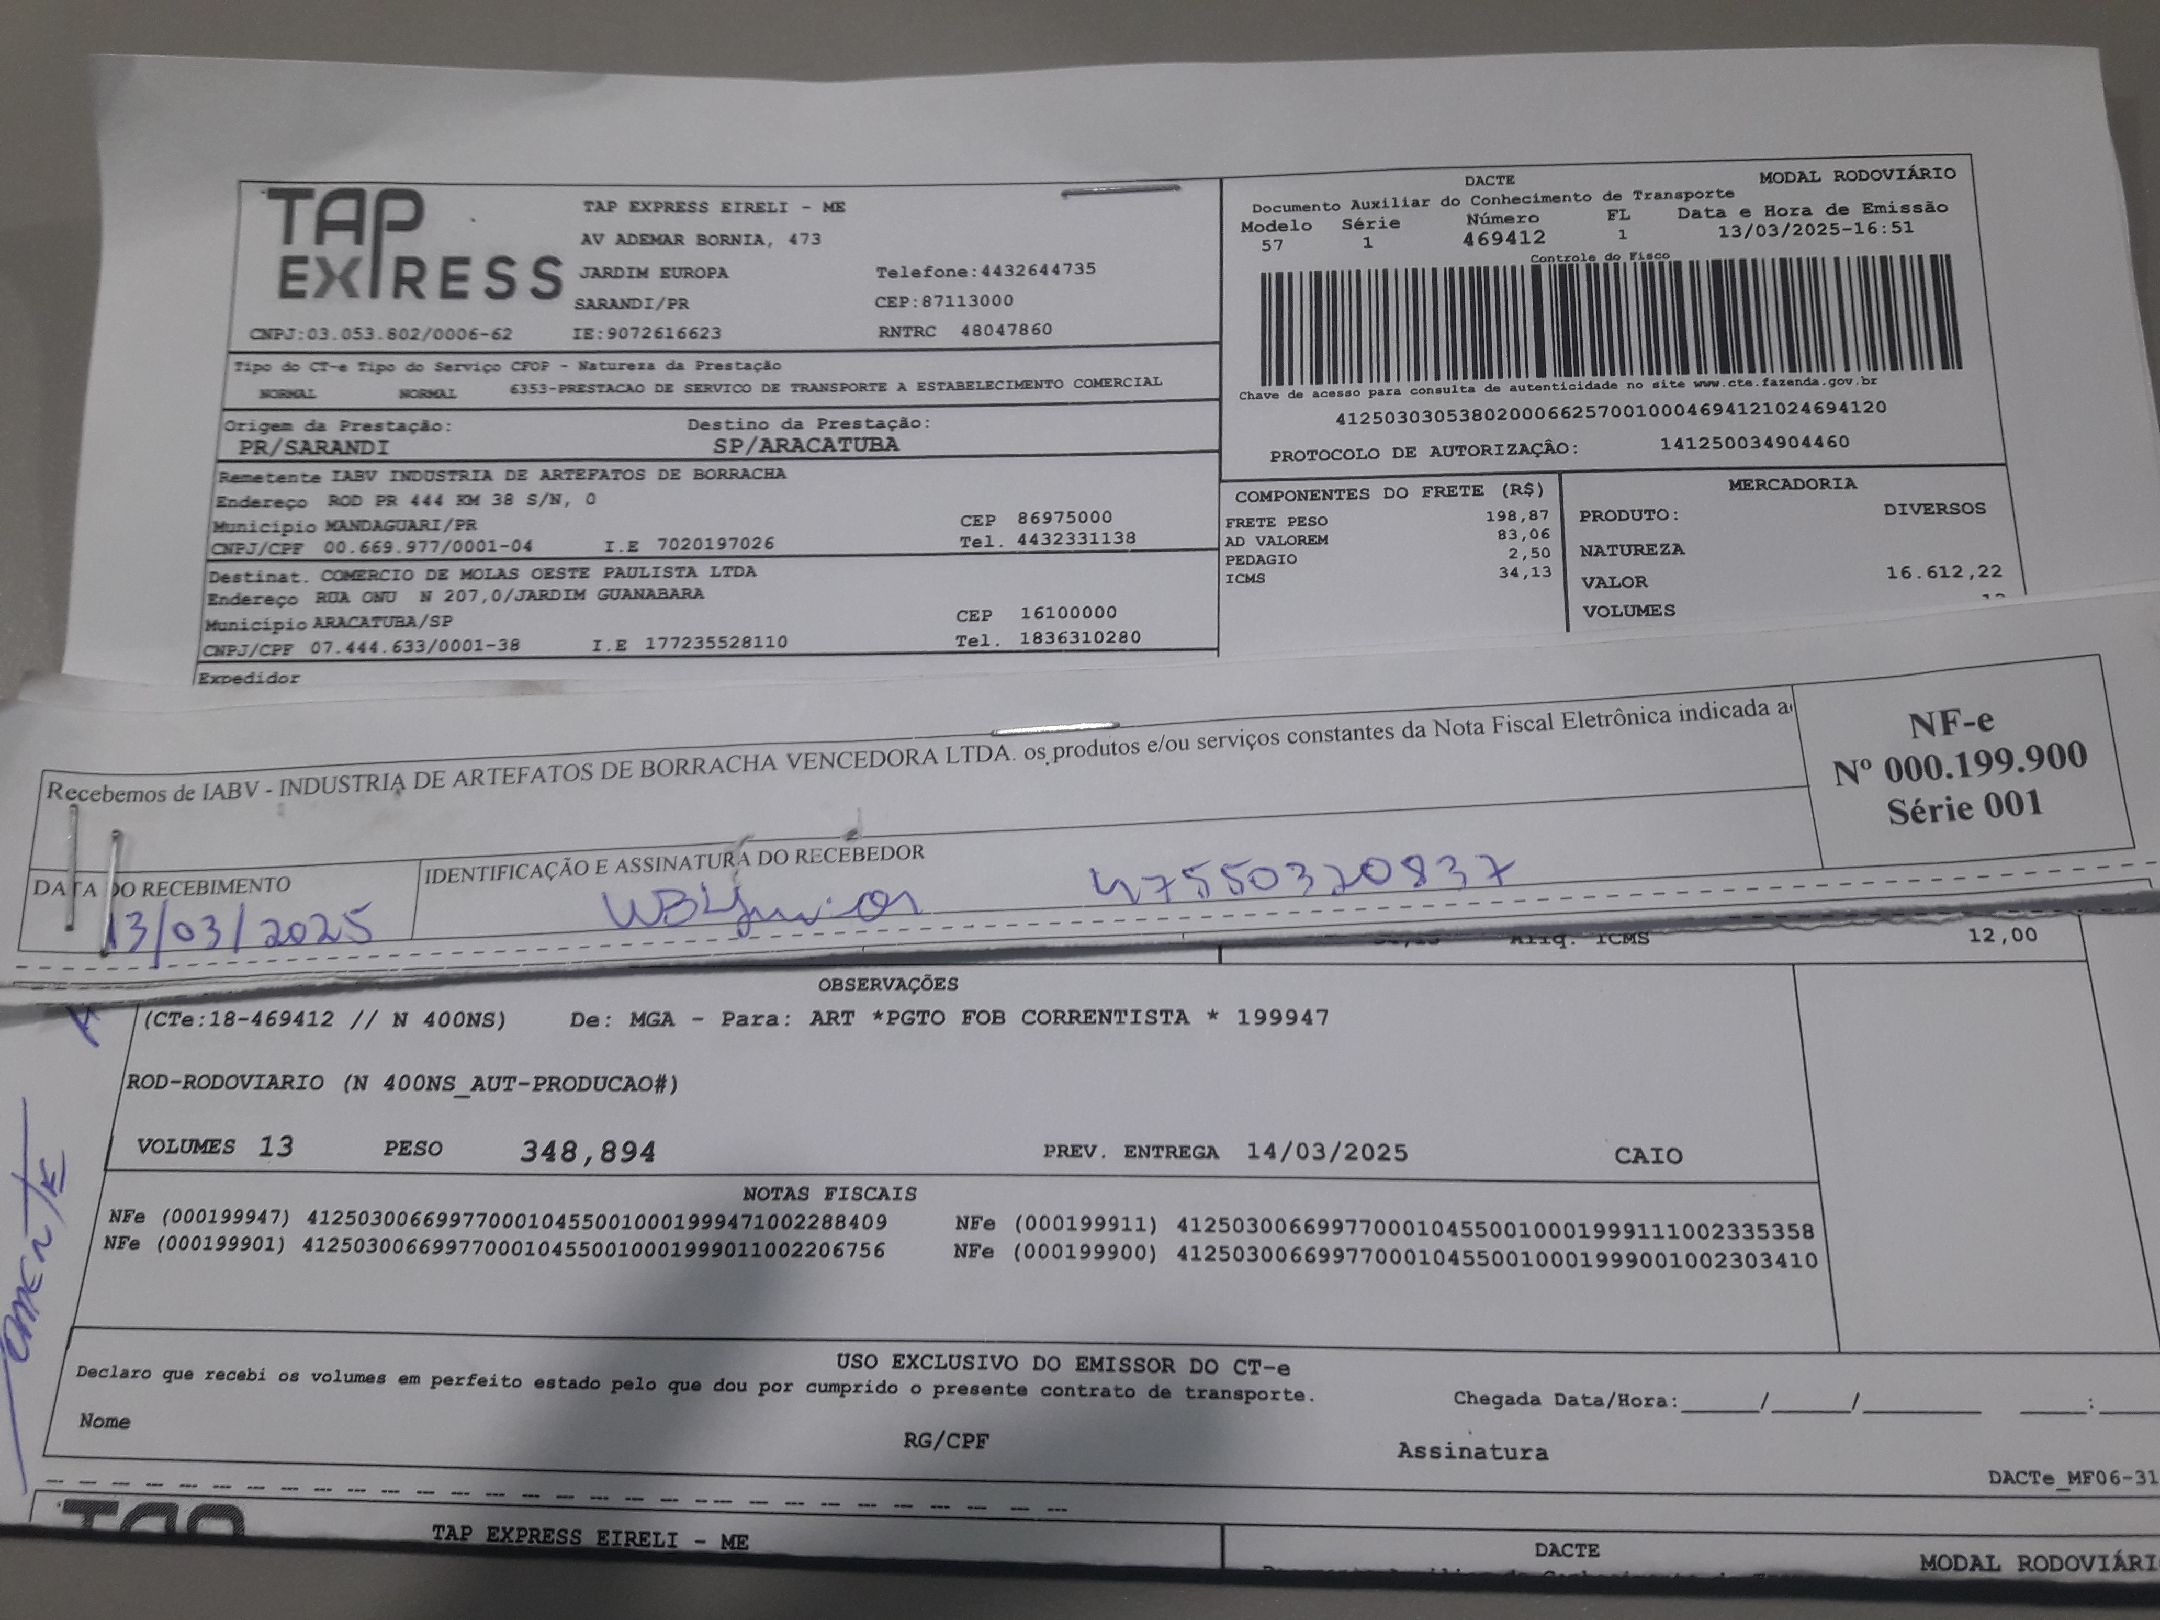 TAP EXPRESS
TAP EXPRESS EIRELI - ME
AV ADEMAR BORNIA, 473
JARDIM EUROPA Telefone:4432644735
SARANDI/PR CEP:87113000
CNPJ:03.053.802/0006-62 IE:9072616623 RNTRC 48047860
DACTE MODAL RODOVIÁRIO
Documento Auxiliar do Conhecimento de Transporte
Modelo Série Número FL Data e Hora de Emissão
57 1 469412 1 13/03/2025-16:51
Controle do Fisco
Chave de acesso para consulta de autenticidade no site www.cte.fazenda.gov.br
41250303053802000662570010004694121024694120
PROTOCOLO DE AUTORIZAÇÂO: 141250034904460
Tipo do CT-e Tipo do Serviço CFOP - Natureza da Prestação
NORMAL NORMAL 6353-PRESTACAO DE SERVICO DE TRANSPORTE A ESTABELECIMENTO COMERCIAL
Origem da Prestação: Destino da Prestação:
PR/SARANDI SP/ARACATUBA
Remetente IABV INDUSTRIA DE ARTEFATOS DE BORRACHA
Endereço ROD PR 444 KM 38 S/N, 0
Município MANDAGUARI/PR CEP 86975000
CNPJ/CPF 00.669.977/0001-04 I.E 7020197026 Tel. 4432331138
Destinat. COMERCIO DE MOLAS OESTE PAULISTA LTDA
Endereço RUA ONU N 207,0/JARDIM GUANABARA
Município ARACATUBA/SP CEP 16100000
CNPJ/CPF 07.444.633/0001-38 I.E 177235528110 Tel. 1836310280
Expedidor
COMPONENTES DO FRETE (R$)
FRETE PESO 198,87
AD VALOREM 83,06
PEDAGIO 2,50
ICMS 34,13
MERCADORIA
PRODUTO: DIVERSOS
NATUREZA
VALOR 16.612,22
VOLUMES
Recebemos de IABV - INDUSTRIA DE ARTEFATOS DE BORRACHA VENCEDORA LTDA. os produtos e/ou serviços constantes da Nota Fiscal Eletrônica indicada
NF-e
Nº 000.199.900
Série 001
DATA DO RECEBIMENTO IDENTIFICAÇÃO E ASSINATURA DO RECEBEDOR
13/03/2025 47550320837
Aliq. ICMS 12,00
OBSERVAÇÕES
(CTe:18-469412 // N 400NS) De: MGA - Para: ART *PGTO FOB CORRENTISTA * 199947
ROD-RODOVIARIO (N 400NS_AUT-PRODUCAO#)
VOLUMES 13 PESO 348,894 PREV. ENTREGA 14/03/2025 CAIO
NOTAS FISCAIS
NFe (000199947) 41250300669977000104550010001999471002288409 NFe (000199911) 41250300669977000104550010001999111002335358
NFe (000199901) 41250300669977000104550010001999011002206756 NFe (000199900) 41250300669977000104550010001999001002303410
USO EXCLUSIVO DO EMISSOR DO CT-e
Declaro que recebi os volumes em perfeito estado pelo que dou por cumprido o presente contrato de transporte.
Chegada Data/Hora:_____/_____/_______ ____:____
Nome RG/CPF Assinatura
DACTe_MF06-31
TAP
TAP EXPRESS EIRELI - ME DACTE MODAL RODOVIÁRI